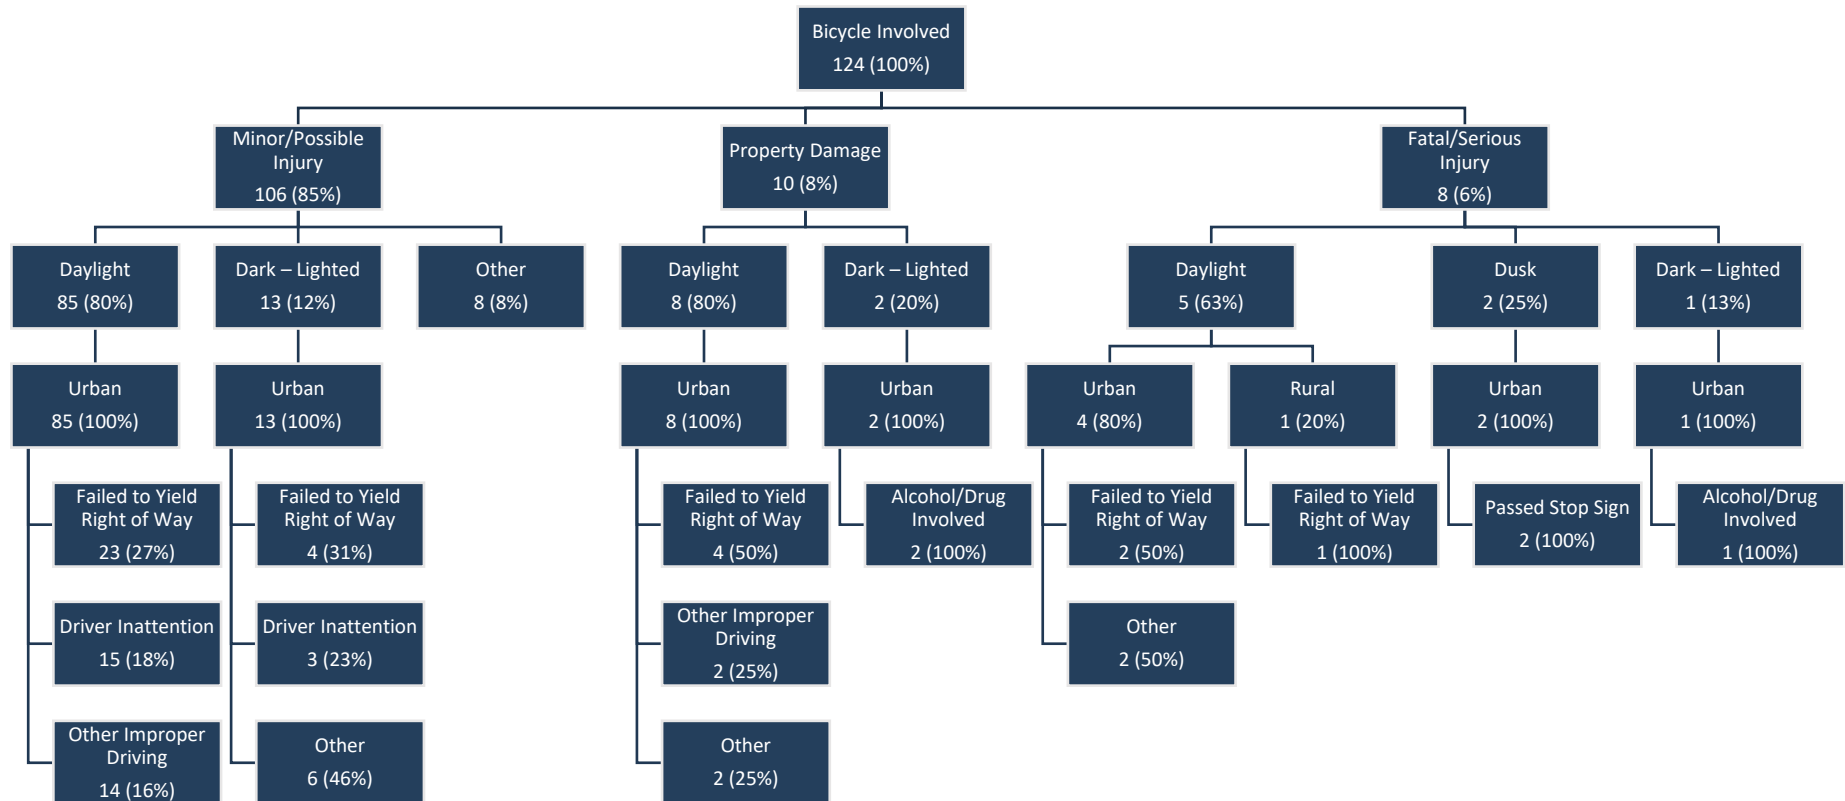 Bicycle Involved
124 (100%)
Minor/Possible
Injury
106 (85%)
Property Damage
10 (8%)
Fatal/Serious
Injury
8 (6%)
Daylight
85 (80%)
Dark – Lighted
13 (12%)
Other
8 (8%)
Daylight
8 (80%)
Dark – Lighted
2 (20%)
Daylight
5 (63%)
Dusk
2 (25%)
Dark – Lighted
1 (13%)
Urban
85 (100%)
Urban
13 (100%)
Urban
8 (100%)
Urban
2 (100%)
Urban
4 (80%)
Rural
1 (20%)
Urban
2 (100%)
Urban
1 (100%)
Failed to Yield
Right of Way
23 (27%)
Failed to Yield
Right of Way
4 (31%)
Failed to Yield
Right of Way
4 (50%)
Alcohol/Drug
Involved
2 (100%)
Failed to Yield
Right of Way
2 (50%)
Failed to Yield
Right of Way
1 (100%)
Passed Stop Sign
2 (100%)
Alcohol/Drug
Involved
1 (100%)
Driver Inattention
15 (18%)
Driver Inattention
3 (23%)
Other Improper
Driving
2 (25%)
Other
2 (50%)
Other Improper
Driving
14 (16%)
Other
6 (46%)
Other
2 (25%)